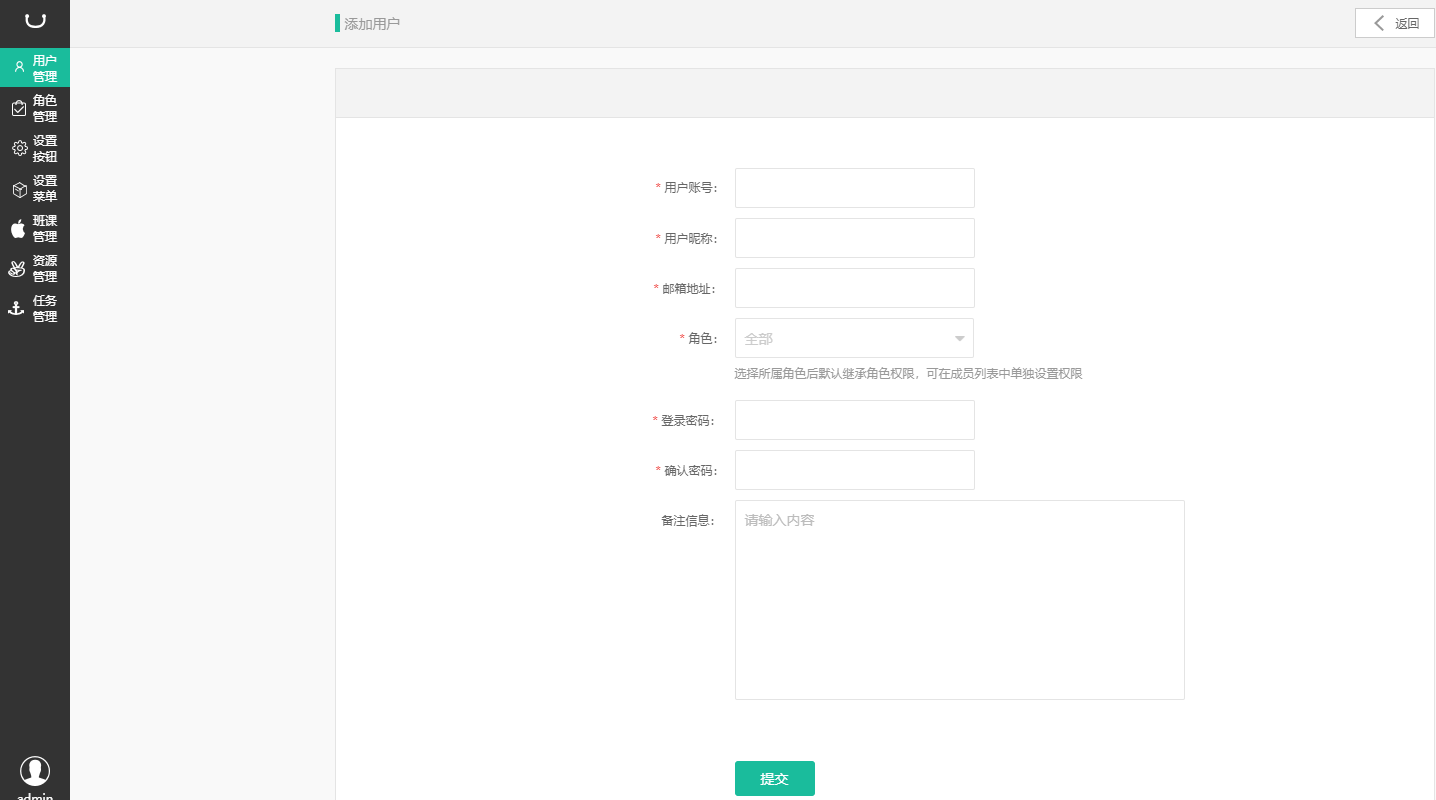 添加用户
返回
用户
管理
角色
管理
设置
按钮
设置
菜单
班课
管理
资源
管理
任务
管理
admin
* 用户账号:
* 用户昵称:
* 邮箱地址:
* 角色:
全部
选择所属角色后默认继承角色权限，可在成员列表中单独设置权限
* 登录密码:
* 确认密码:
备注信息:
请输入内容
提交